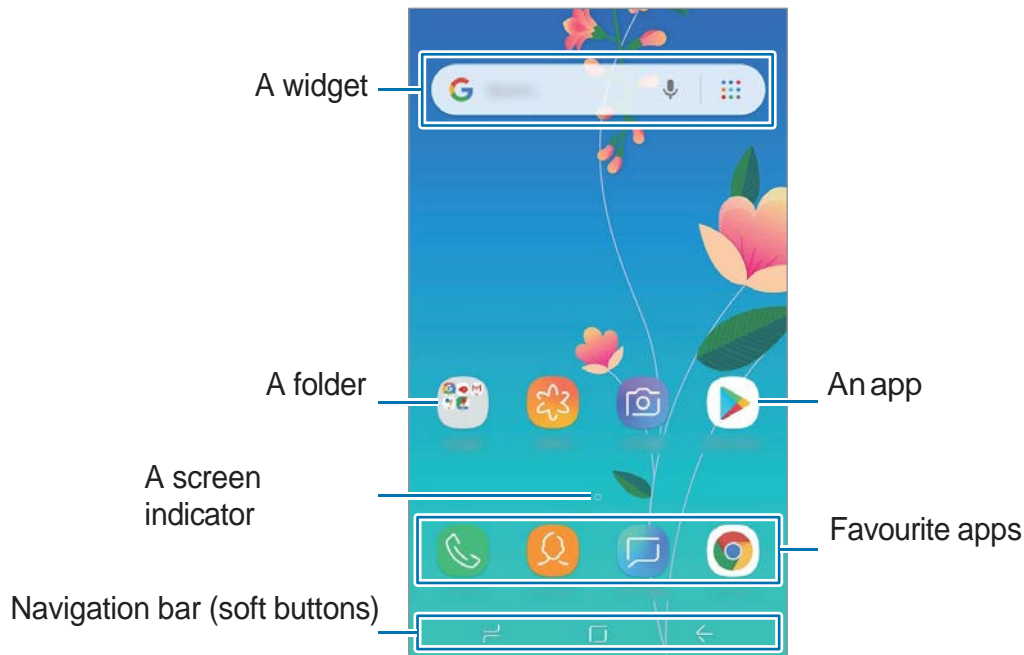 A widget
A folder
An app
A screen
indicator
Favourite apps
Navigation bar (soft buttons)